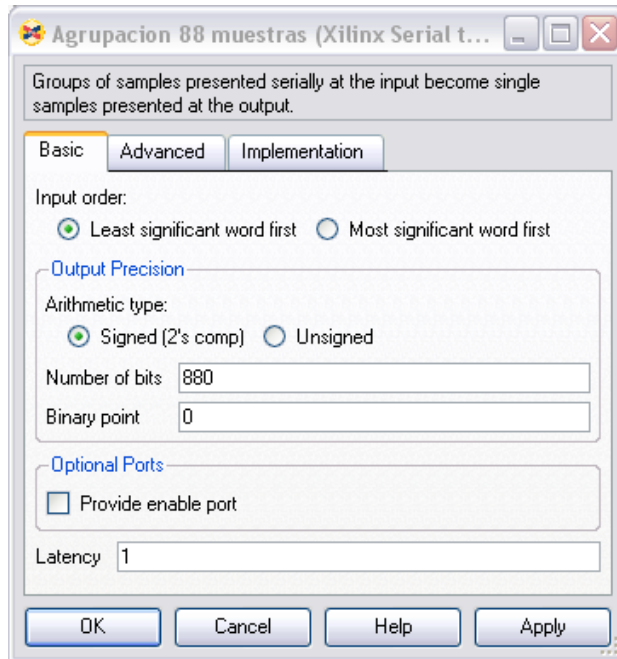 Agrupacion 88 muestras (Xilinx Serial t...
Groups of samples presented serially at the input become single
samples presented at the output.
Basic Advanced Implementation
Input order:
Least significant word first Most significant word first
Output Precision
Arithmetic type:
Signed (2's comp) Unsigned
Number of bits 880
Binary point 0
Optional Ports
Provide enable port
Latency 1
OK Cancel Help Apply